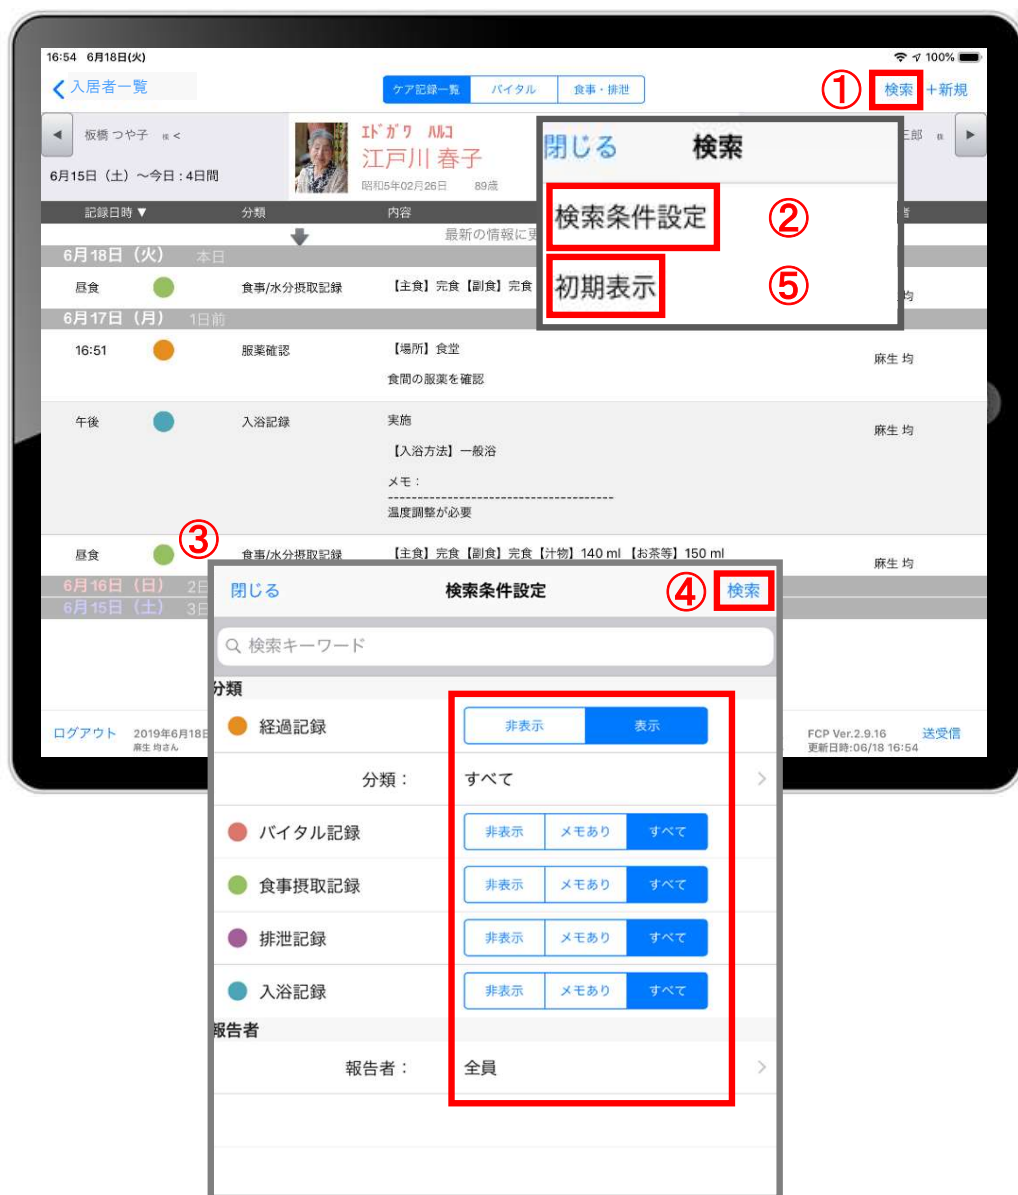 16:54 6月18日(火)
100%
入居者一覧
ケア記録一覧 バイタル 食事・排泄
① 検索 +新規
◀ 板橋 つや子 様 <
6月15日（土）～今日 : 4日間
ｴﾄﾞｶﾞﾜ ﾊﾙｺ
江戸川 春子
昭和5年02月26日 89歳
三郎 様 ▶
閉じる 検索
検索条件設定 ②
初期表示 ⑤
記録日時 ▼ 分類 内容 者
最新の情報に更
6月18日（火） 本日
昼食 食事/水分摂取記録 【主食】完食【副食】完食
均
6月17日（月） 1日前
16:51 服薬確認 【場所】食堂
食間の服薬を確認
麻生 均
午後 入浴記録 実施
麻生 均
【入浴方法】一般浴
メモ：
---------------------------------------
温度調整が必要
③
昼食 食事/水分摂取記録 【主食】完食【副食】完食【汁物】140 ml 【お茶等】150 ml
麻生 均
6月16日（日） 2日
6月15日（土） 3日
閉じる 検索条件設定 ④ 検索
検索キーワード
分類
経過記録 非表示 表示
分類： すべて
バイタル記録 非表示 メモあり すべて
食事摂取記録 非表示 メモあり すべて
排泄記録 非表示 メモあり すべて
入浴記録 非表示 メモあり すべて
報告者
報告者： 全員
ログアウト 2019年6月18日
麻生 均さん
FCP Ver.2.9.16 送受信
更新日時:06/18 16:54